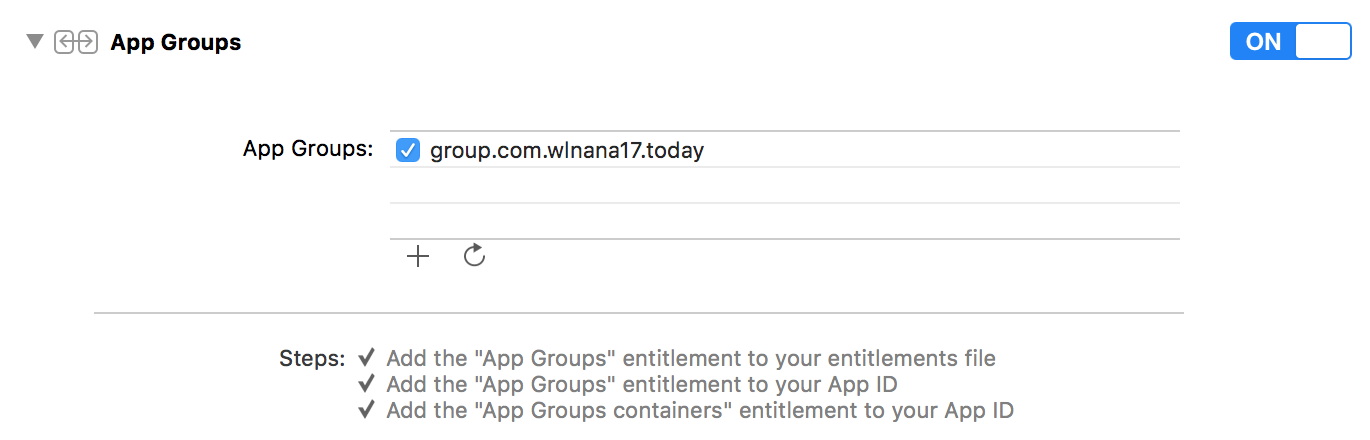 App Groups
ON
App Groups: group.com.wlnana17.today
Steps: ✓ Add the "App Groups" entitlement to your entitlements file
✓ Add the "App Groups" entitlement to your App ID
✓ Add the "App Groups containers" entitlement to your App ID